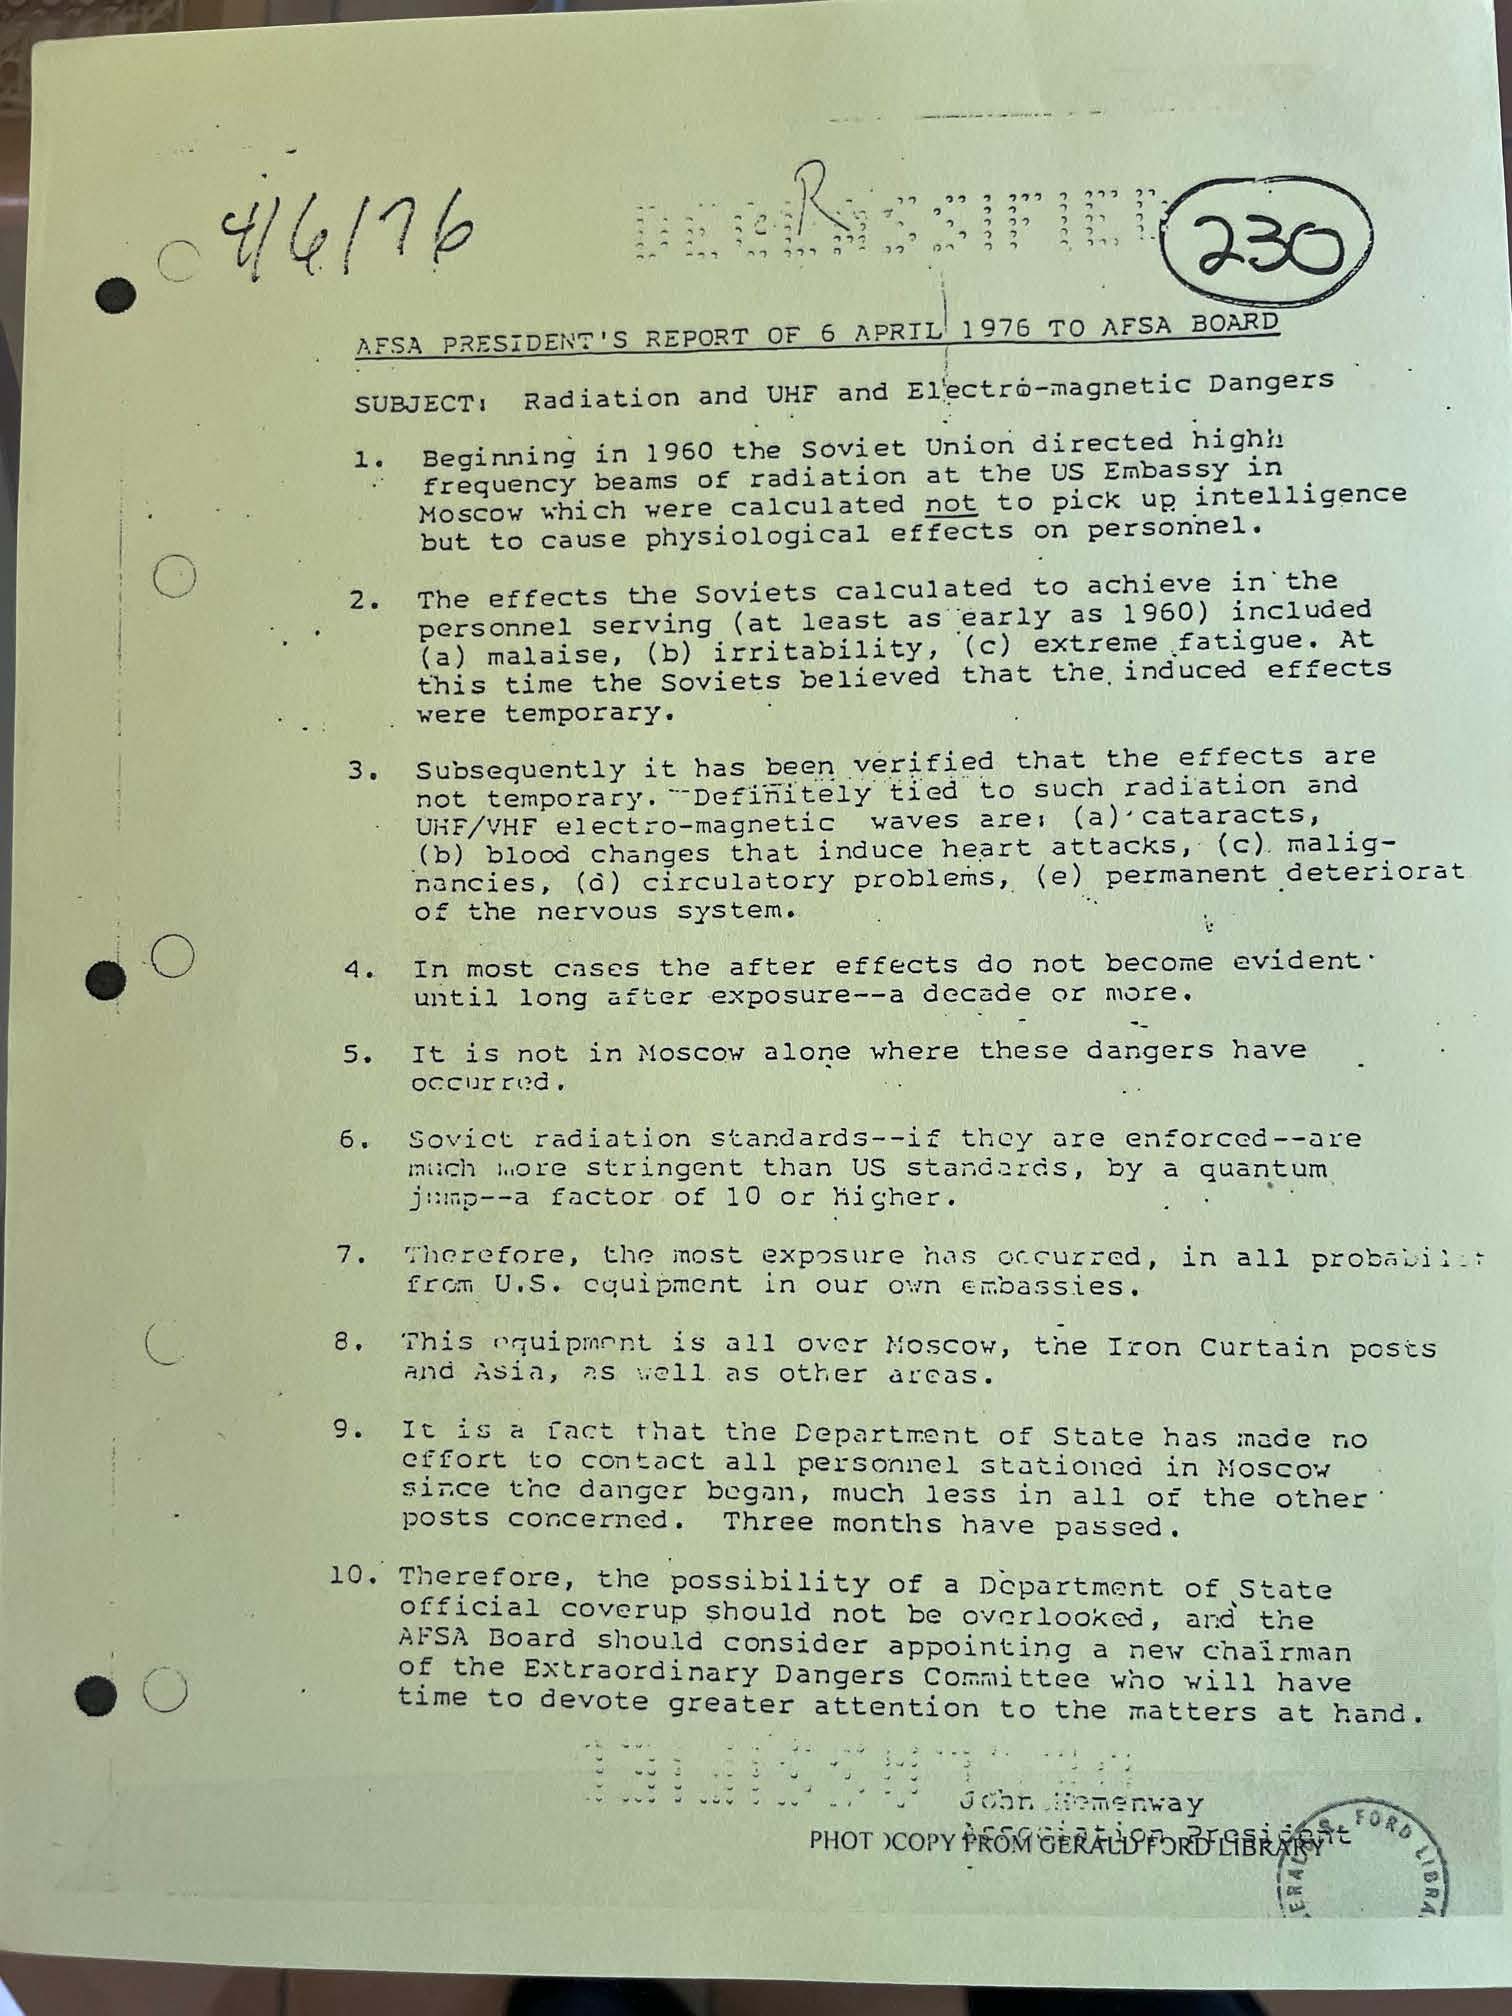 4/6/76
R
DECLASSIFIED
230
AFSA PRESIDENT'S REPORT OF 6 APRIL 1976 TO AFSA BOARD
SUBJECT: Radiation and UHF and Electro-magnetic Dangers
1. Beginning in 1960 the Soviet Union directed highh
frequency beams of radiation at the US Embassy in
Moscow which were calculated not to pick up intelligence
but to cause physiological effects on personnel.
2. The effects the Soviets calculated to achieve in the
personnel serving (at least as early as 1960) included
(a) malaise, (b) irritability, (c) extreme fatigue. At
this time the Soviets believed that the induced effects
were temporary.
3. Subsequently it has been verified that the effects are
not temporary. Definitely tied to such radiation and
UHF/VHF electro-magnetic waves are: (a) cataracts,
(b) blood changes that induce heart attacks, (c) malig-
nancies, (d) circulatory problems, (e) permanent deteriorat
of the nervous system.
4. In most cases the after effects do not become evident
until long after exposure--a decade or more.
5. It is not in Moscow alone where these dangers have
occurred.
6. Soviet radiation standards--if they are enforced--are
much more stringent than US standards, by a quantum
jump--a factor of 10 or higher.
7. Therefore, the most exposure has occurred, in all probabilit
from U.S. equipment in our own embassies.
8. This equipment is all over Moscow, the Iron Curtain posts
and Asia, as well as other areas.
9. It is a fact that the Department of State has made no
effort to contact all personnel stationed in Moscow
since the danger began, much less in all of the other
posts concerned. Three months have passed.
10. Therefore, the possibility of a Department of State
official coverup should not be overlooked, and the
AFSA Board should consider appointing a new chairman
of the Extraordinary Dangers Committee who will have
time to devote greater attention to the matters at hand.
John Hemenway
Association President
PHOTOCOPY FROM GERALD FORD LIBRARY
GERALD R. FORD LIBRA